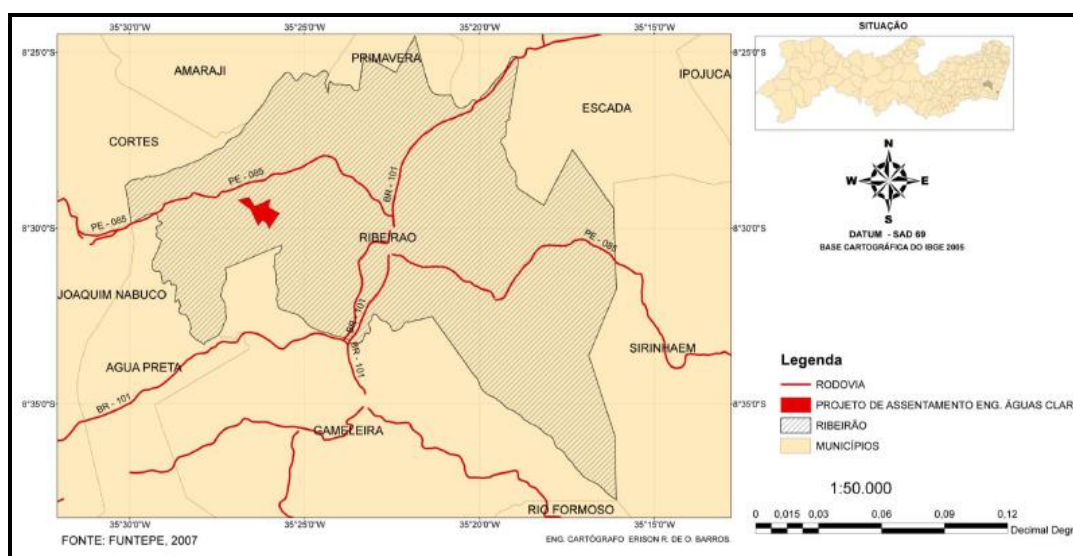 35°30'0"W 35°25'0"W 35°20'0"W 35°15'0"W
SITUAÇÃO
8°25'0"S
8°25'0"S
PRIMAVERA
AMARAJI
IPOJUCA
ESCADA
CORTES
N
W E
S
PE - 085
BR - 101
PE - 085
8°30'0"S
8°30'0"S
RIBEIRAO
PE - 085
DATUM - SAD 69
BASE CARTOGRÁFICA DO IBGE 2005
JOAQUIM NABUCO
BR - 101
BR - 101
SIRINHAEM
AGUA PRETA
BR - 101
8°35'0"S
8°35'0"S
GAMELEIRA
RIO FORMOSO
Legenda
RODOVIA
PROJETO DE ASSENTAMENTO ENG. ÁGUAS CLAR
RIBEIRÃO
MUNICÍPIOS
1:50.000
0 0,015 0,03 0,06 0,09 0,12
Decimal Degr
35°30'0"W 35°25'0"W 35°20'0"W 35°15'0"W
FONTE: FUNTEPE, 2007
ENG. CARTÓGRAFO ERISON R. DE O. BARROS.